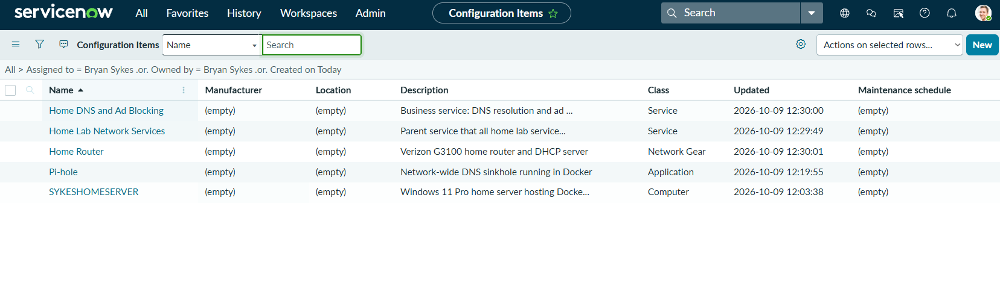 servicenow All Favorites History Workspaces Admin Configuration Items Search
Configuration Items Name Search Actions on selected rows... New
All > Assigned to = Bryan Sykes .or. Owned by = Bryan Sykes .or. Created on Today
Name Manufacturer Location Description Class Updated Maintenance schedule
Home DNS and Ad Blocking (empty) (empty) Business service: DNS resolution and ad ... Service 2026-10-09 12:30:00 (empty)
Home Lab Network Services (empty) (empty) Parent service that all home lab service... Service 2026-10-09 12:29:49 (empty)
Home Router (empty) (empty) Verizon G3100 home router and DHCP server Network Gear 2026-10-09 12:30:01 (empty)
Pi-hole (empty) (empty) Network-wide DNS sinkhole running in Docker Application 2026-10-09 12:19:55 (empty)
SYKESHOMESERVER (empty) (empty) Windows 11 Pro home server hosting Docke... Computer 2026-10-09 12:03:38 (empty)